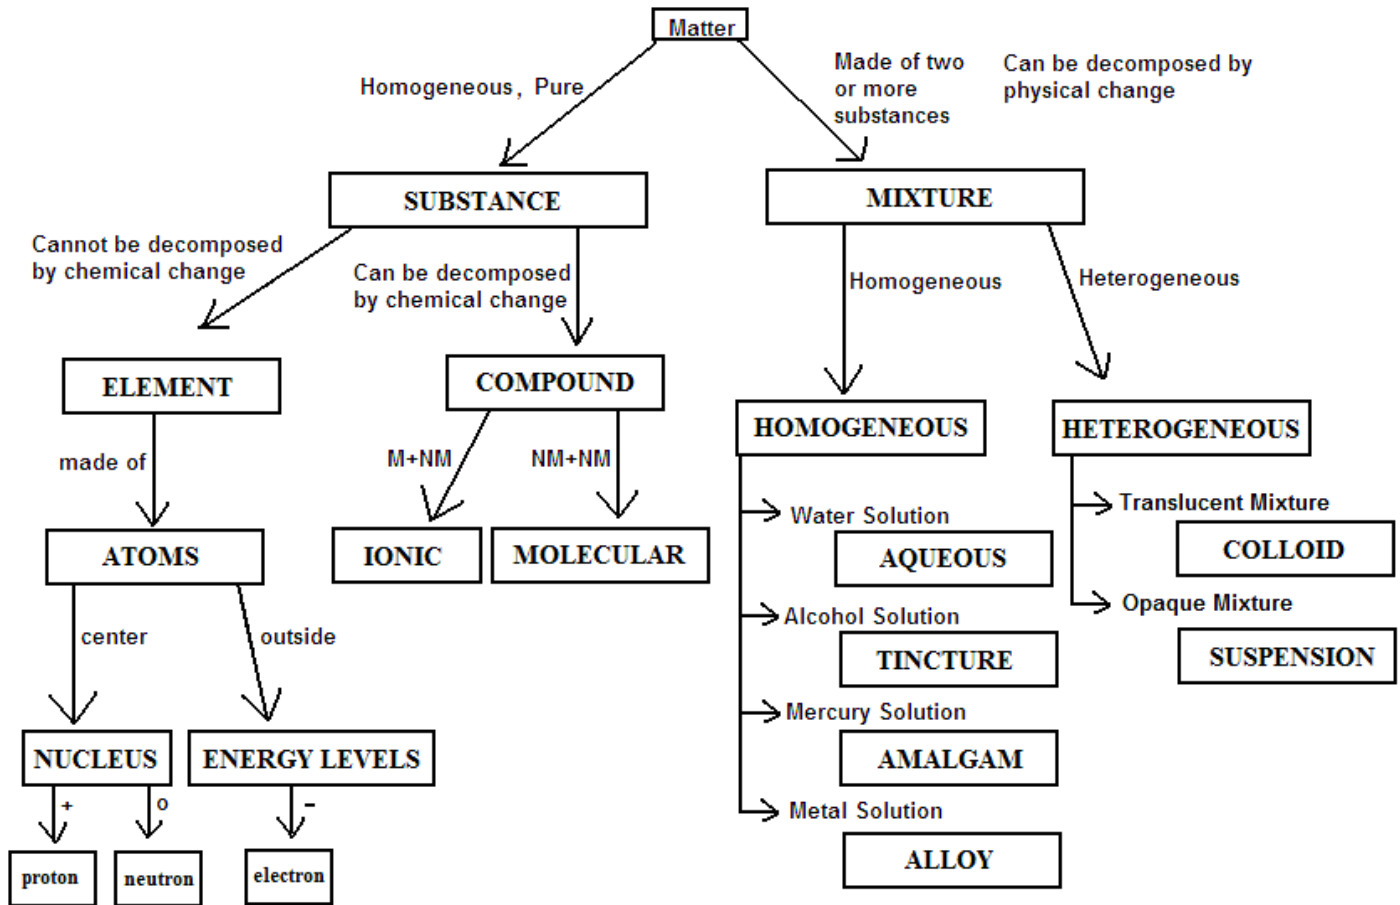 Matter
Homogeneous, Pure
Made of two
or more
substances
Can be decomposed by
physical change
SUBSTANCE
MIXTURE
Cannot be decomposed
by chemical change
Can be decomposed
by chemical change
Homogeneous
Heterogeneous
ELEMENT
COMPOUND
HOMOGENEOUS
HETEROGENEOUS
made of
M+NM
NM+NM
Water Solution
Translucent Mixture
ATOMS
IONIC
MOLECULAR
AQUEOUS
COLLOID
center
outside
Alcohol Solution
Opaque Mixture
TINCTURE
SUSPENSION
Mercury Solution
NUCLEUS
ENERGY LEVELS
AMALGAM
+
o
-
Metal Solution
proton
neutron
electron
ALLOY